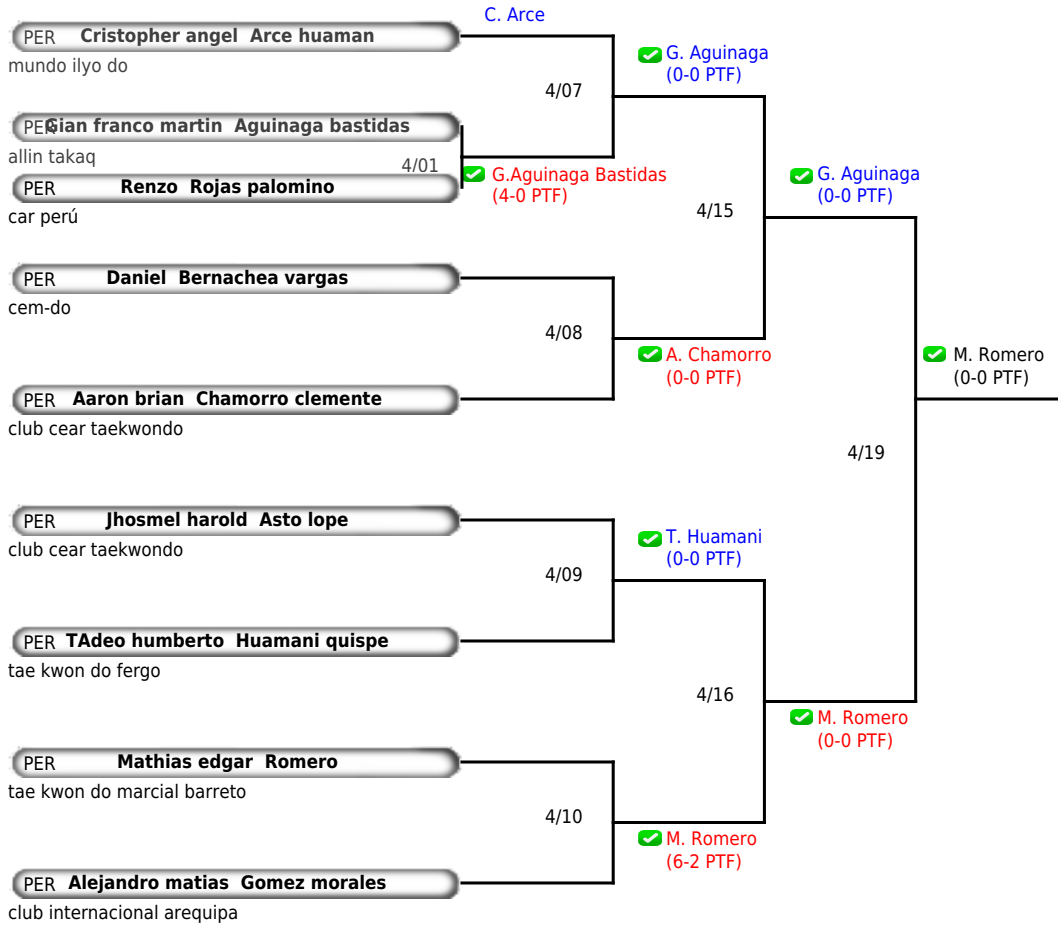 C. Arce
PER Cristopher angel Arce huaman
mundo ilyo do
G. Aguinaga
(0-0 PTF)
4/07
PER Gian franco martin Aguinaga bastidas
allin takaq
4/01
G.Aguinaga Bastidas
(4-0 PTF)
PER Renzo Rojas palomino
car perú
G. Aguinaga
(0-0 PTF)
4/15
PER Daniel Bernachea vargas
cem-do
4/08
A. Chamorro
(0-0 PTF)
M. Romero
(0-0 PTF)
PER Aaron brian Chamorro clemente
club cear taekwondo
4/19
PER Jhosmel harold Asto lope
club cear taekwondo
T. Huamani
(0-0 PTF)
4/09
PER TAdeo humberto Huamani quispe
tae kwon do fergo
4/16
M. Romero
(0-0 PTF)
PER Mathias edgar Romero
tae kwon do marcial barreto
4/10
M. Romero
(6-2 PTF)
PER Alejandro matias Gomez morales
club internacional arequipa